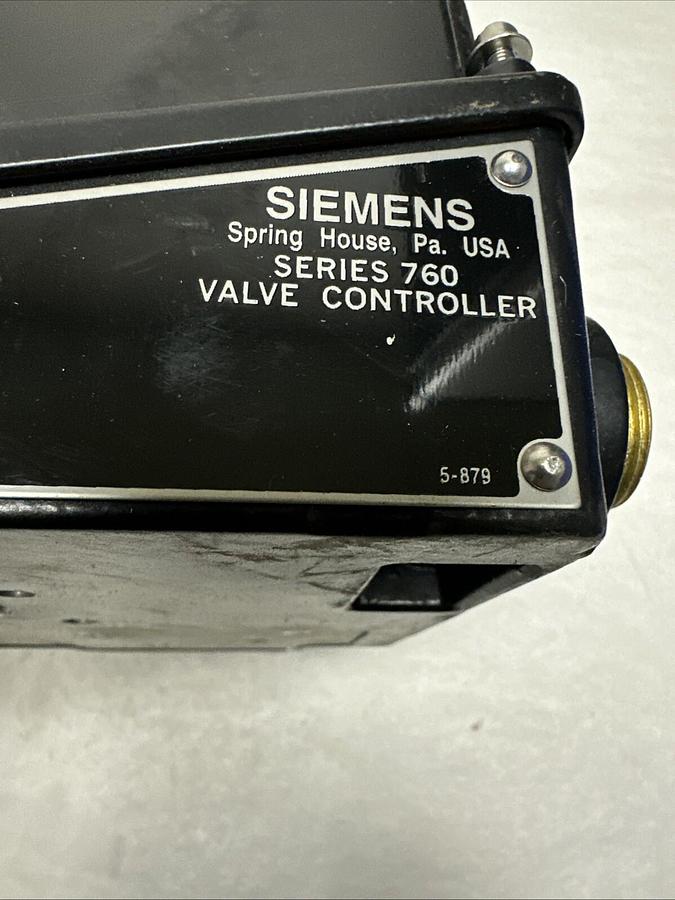 SIEMENS
Spring House, Pa. USA
SERIES 760
VALVE CONTROLLER
5-879